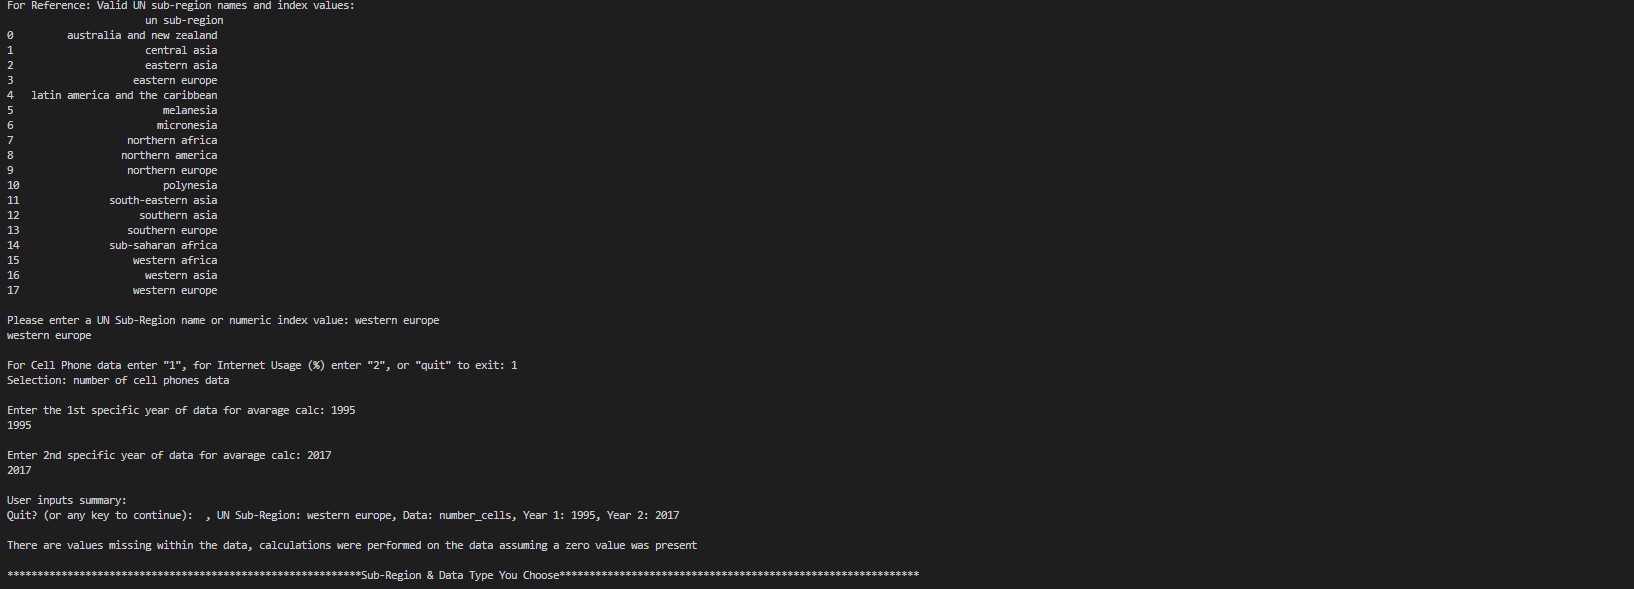 For Reference: Valid UN sub-region names and index values:
un sub-region
0 australia and new zealand
1 central asia
2 eastern asia
3 eastern europe
4 latin america and the caribbean
5 melanesia
6 micronesia
7 northern africa
8 northern america
9 northern europe
10 polynesia
11 south-eastern asia
12 southern asia
13 southern europe
14 sub-saharan africa
15 western africa
16 western asia
17 western europe
Please enter a UN Sub-Region name or numeric index value: western europe
western europe
For Cell Phone data enter "1", for Internet Usage (%) enter "2", or "quit" to exit: 1
Selection: number of cell phones data
Enter the 1st specific year of data for avarage calc: 1995
1995
Enter 2nd specific year of data for avarage calc: 2017
2017
User inputs summary:
Quit? (or any key to continue):  , UN Sub-Region: western europe, Data: number_cells, Year 1: 1995, Year 2: 2017
There are values missing within the data, calculations were performed on the data assuming a zero value was present
***********************************************************Sub-Region & Data Type You Choose************************************************************